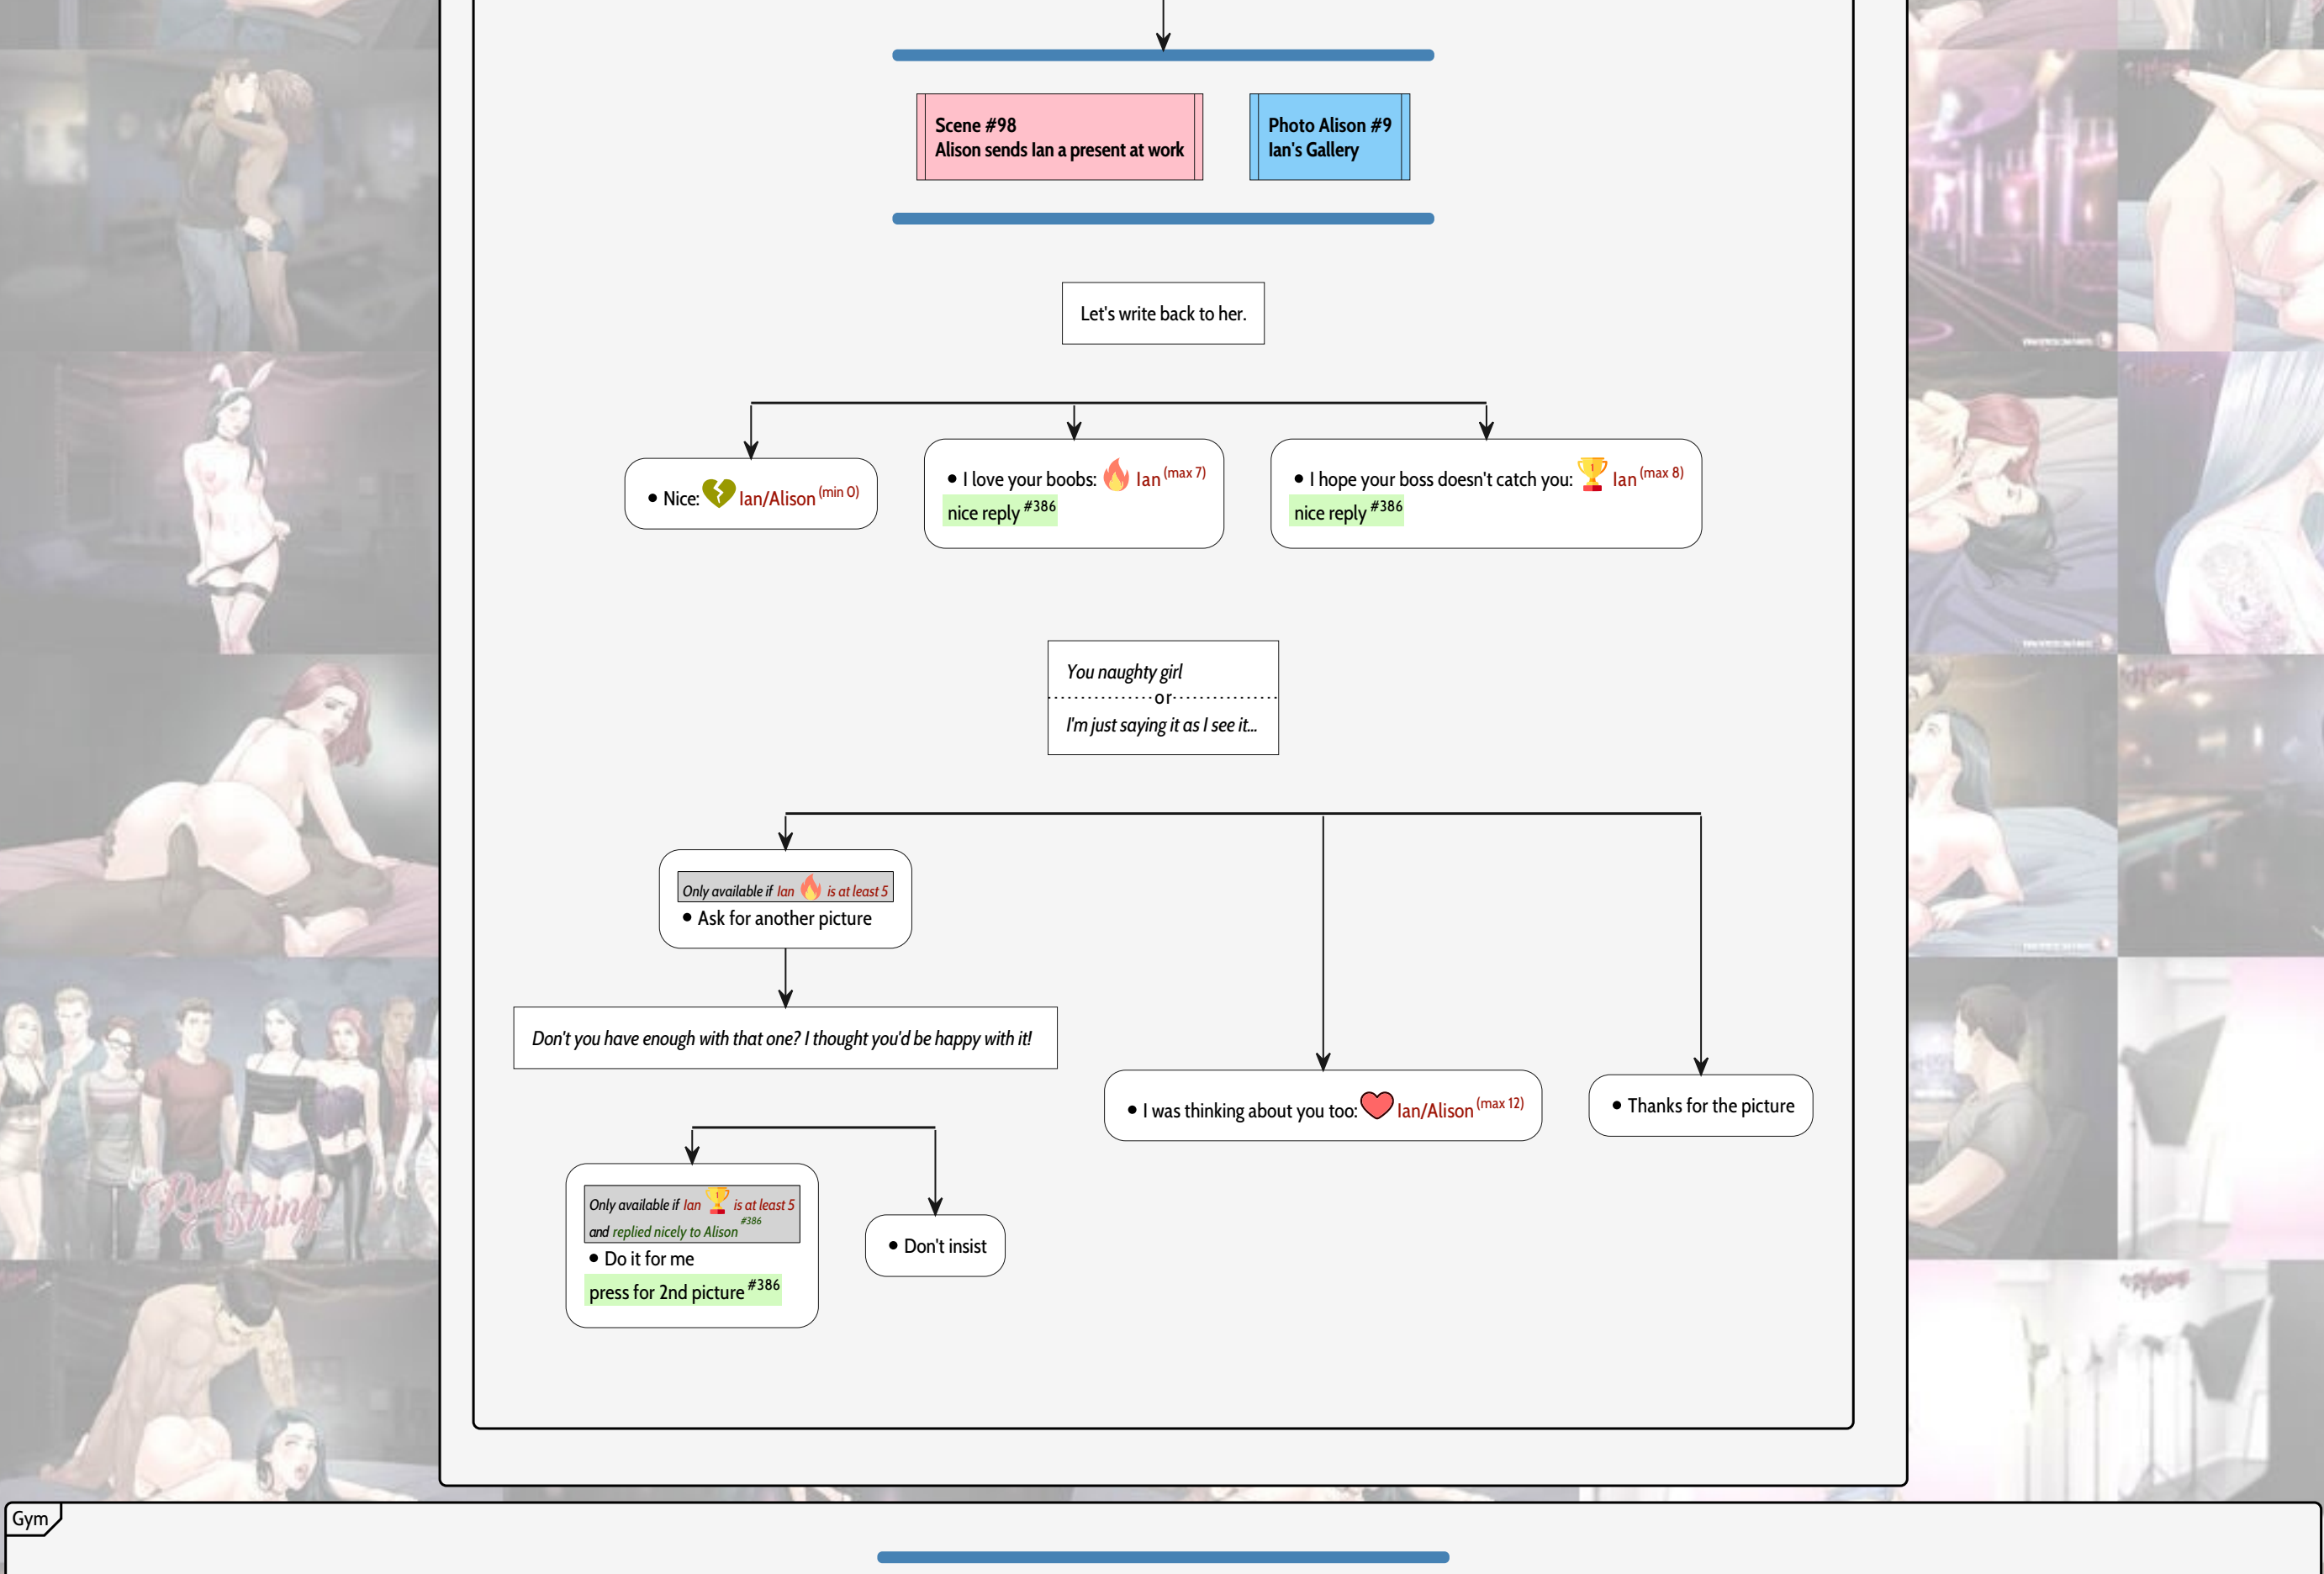 Scene #98
Alison sends Ian a present at work
Photo Alison #9
Ian's Gallery
Let's write back to her.
• Nice: Ian/Alison (min 0)
• I love your boobs: Ian (max 7)
nice reply #386
• I hope your boss doesn't catch you: 1 Ian (max 8)
nice reply #386
You naughty girl
or
I'm just saying it as I see it...
Only available if Ian is at least 5
• Ask for another picture
Don't you have enough with that one? I thought you'd be happy with it!
• I was thinking about you too: Ian/Alison (max 12)
• Thanks for the picture
Only available if Ian 1 is at least 5
and replied nicely to Alison #386
• Do it for me
press for 2nd picture #386
• Don't insist
Red String
Gym